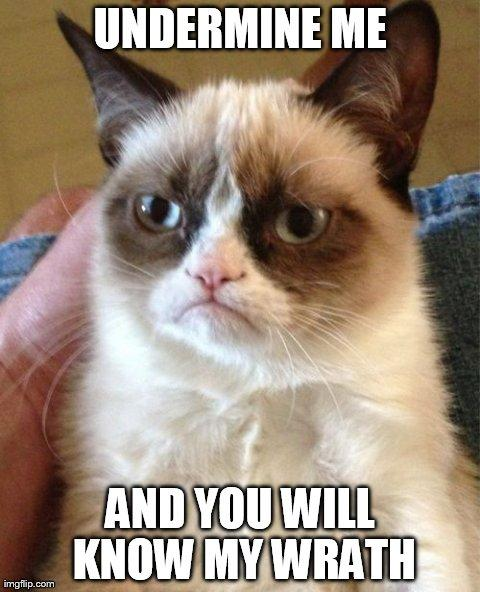 UNDERMINE ME
AND YOU WILL
KNOW MY WRATH
imgflip.com